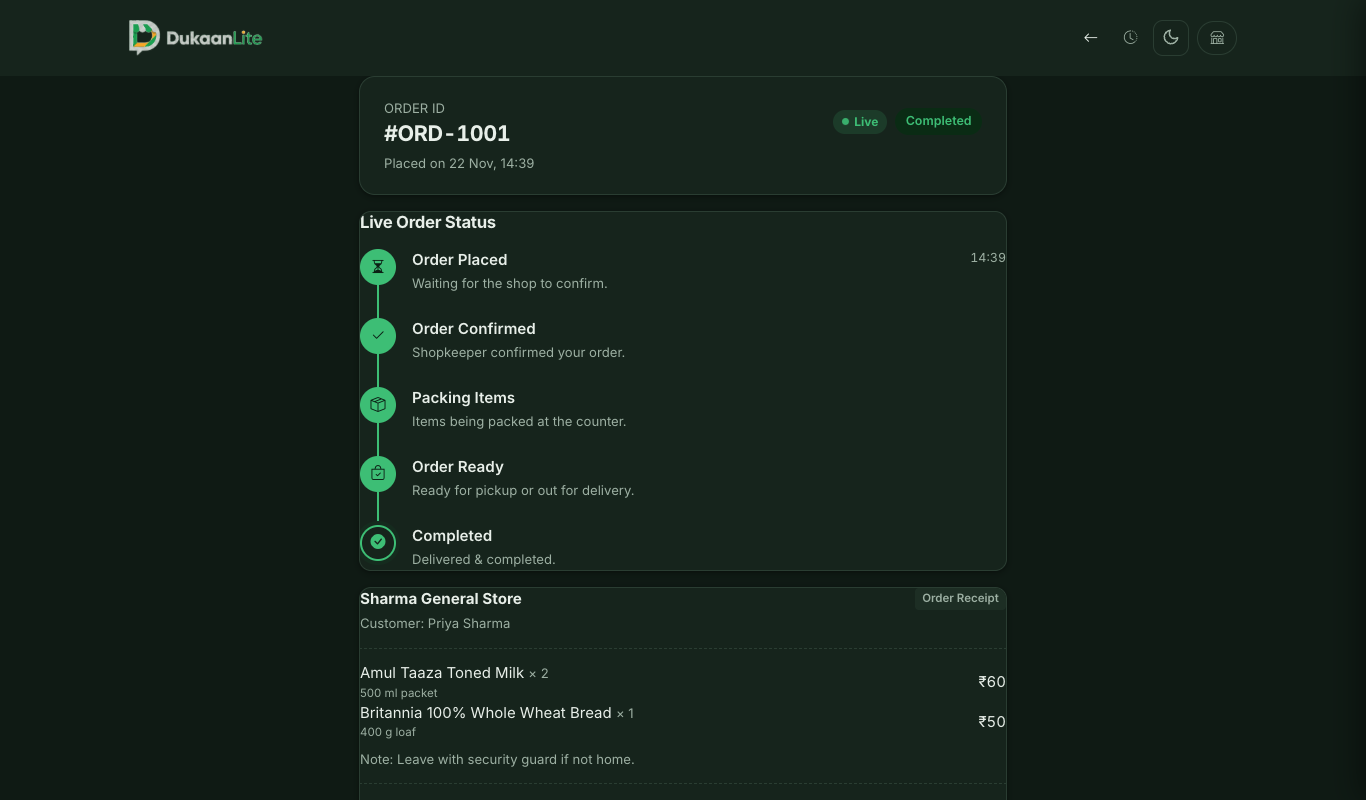 DukaanLite
ORDER ID
#ORD-1001
Placed on 22 Nov, 14:39
Live
Completed
Live Order Status
Order Placed
14:39
Waiting for the shop to confirm.
Order Confirmed
Shopkeeper confirmed your order.
Packing Items
Items being packed at the counter.
Order Ready
Ready for pickup or out for delivery.
Completed
Delivered & completed.
Sharma General Store
Order Receipt
Customer: Priya Sharma
Amul Taaza Toned Milk × 2
₹60
500 ml packet
Britannia 100% Whole Wheat Bread × 1
₹50
400 g loaf
Note: Leave with security guard if not home.